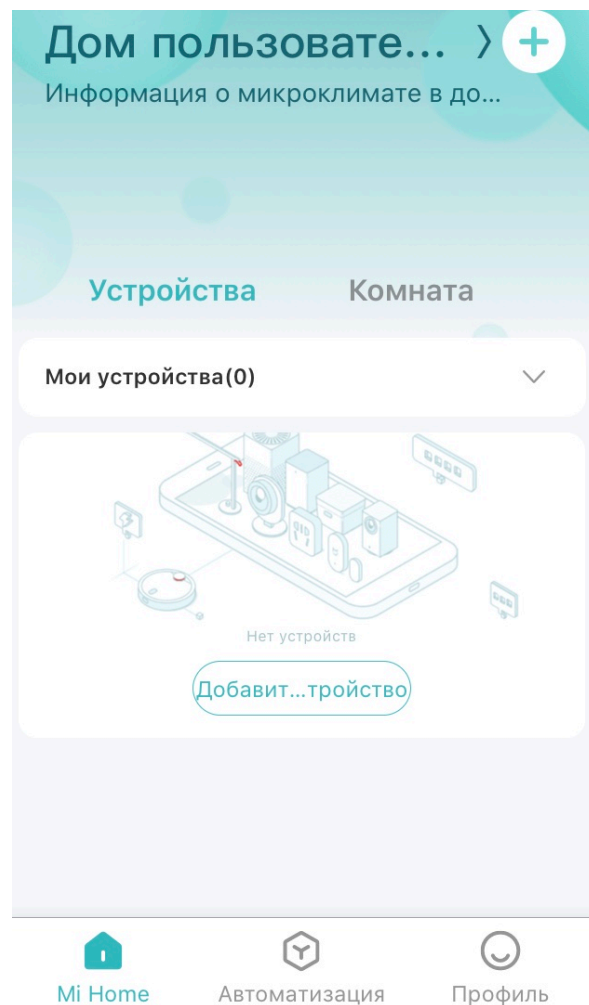 Дом пользовате... 〉 +
Информация о микроклимате в до...
Устройства Комната
Мои устройства(0)
Нет устройств
Добавит...тройство
Mi Home Автоматизация Профиль